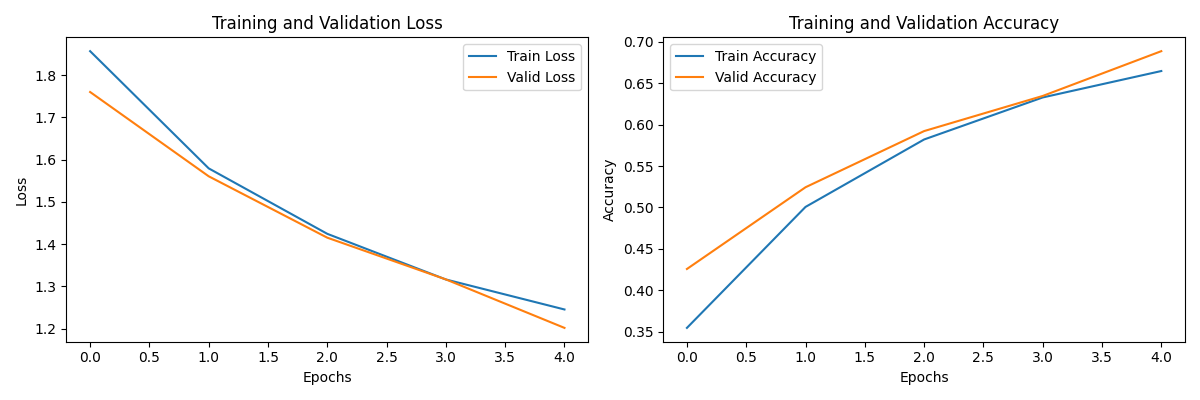 Training and Validation Loss
Train Loss
Valid Loss
1.8
1.7
1.6
1.5
1.4
1.3
1.2
Loss
0.0 0.5 1.0 1.5 2.0 2.5 3.0 3.5 4.0
Epochs
Training and Validation Accuracy
Train Accuracy
Valid Accuracy
0.70
0.65
0.60
0.55
0.50
0.45
0.40
0.35
Accuracy
0.0 0.5 1.0 1.5 2.0 2.5 3.0 3.5 4.0
Epochs